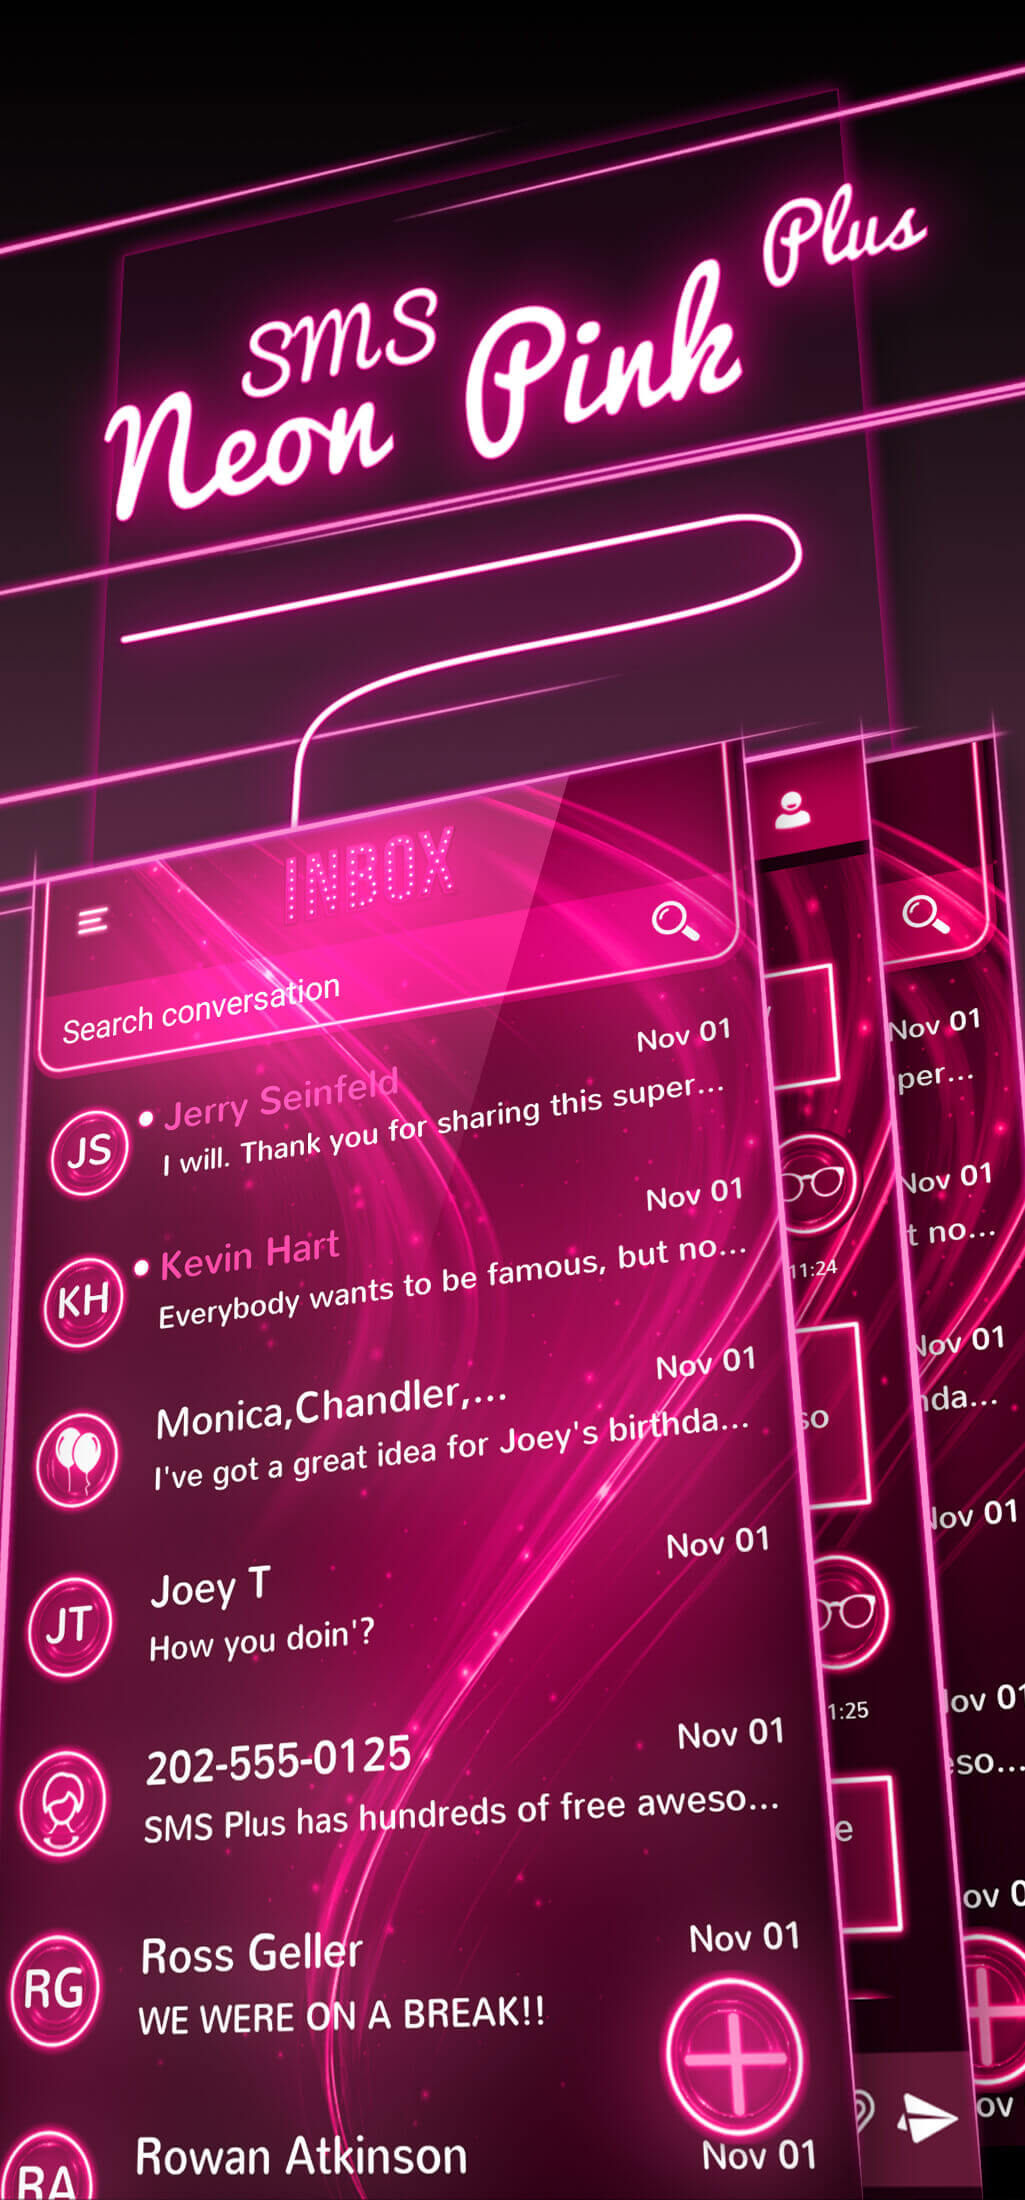 SMS
Neon Pink Plus
INBOX
Search conversation
Nov 01
JS
Jerry Seinfeld
I will. Thank you for sharing this super...
Nov 01
KH
Kevin Hart
Everybody wants to be famous, but no...
Nov 01
Monica,Chandler,...
I've got a great idea for Joey's birthda...
Nov 01
JT
Joey T
How you doin'?
Nov 01
202-555-0125
SMS Plus has hundreds of free aweso...
Nov 01
RG
Ross Geller
WE WERE ON A BREAK!!
RA
Rowan Atkinson
Nov 01
11:24
so
1:25
e
Nov 01
per...
Nov 01
t no...
Nov 01
nda...
Nov 01
ov 01
so...
ov 0
ov